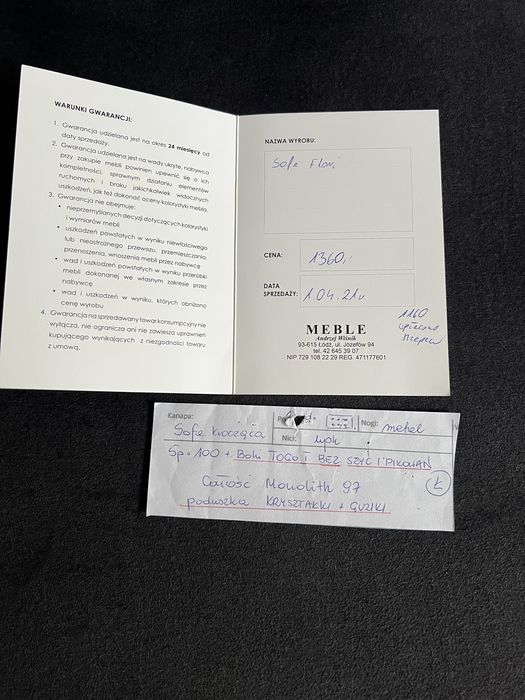 WARUNKI GWARANCJI:
1. Gwarancja udzielana jest na okres 24 miesięcy od
daty sprzedaży.
2. Gwarancja udzielana jest na wady ukryte, nabywca
przy zakupie mebli powinien upewnić się o ich
kompletności, sprawnym działaniu elementów
ruchomych i braku jakichkolwiek widocznych
uszkodzeń, jak też dokonać oceny kolorystyki mebla.
3. Gwarancja nie obejmuje:
• nieprzemyślanych decyzji dotyczących kolorystyki
i wymiarów mebli
• uszkodzeń powstałych w wyniku niewłaściwego
lub nieostrożnego przewozu, przemieszczania,
przenoszenia, wnoszenia mebli przez nabywcę
• wad i uszkodzeń powstałych w wyniku przeróbki
mebli dokonanej we własnym zakresie przez
nabywcę
• wad i uszkodzeń w wyniku, których obniżono
cenę wyrobu
4. Gwarancja na sprzedawany towar konsumpcyjny nie
wyłącza, nie ogranicza ani nie zawiesza uprawnień
kupującego wynikających z niezgodności towaru
z umową.
NAZWA WYROBU:
Sofa Flori
CENA:
1360,-
DATA
SPRZEDAŻY:
1 04. 21
1160
wpłacono
MEBLE
Andrzej Wośnik
93-615 Łódź, ul. Józefów 94
tel. 42 645 39 07
NIP 729 108 22 29 REG. 471177601
Kanapa:
Nogi: metal
Sofa krocząca
Nici: wpk
Sp - 100 + Boki TOGO I BEZ SZYĆ I PIKOWAŃ
Całość Monolith 97
Ł
poduszka KRYSZTAŁKI + GUZIKI